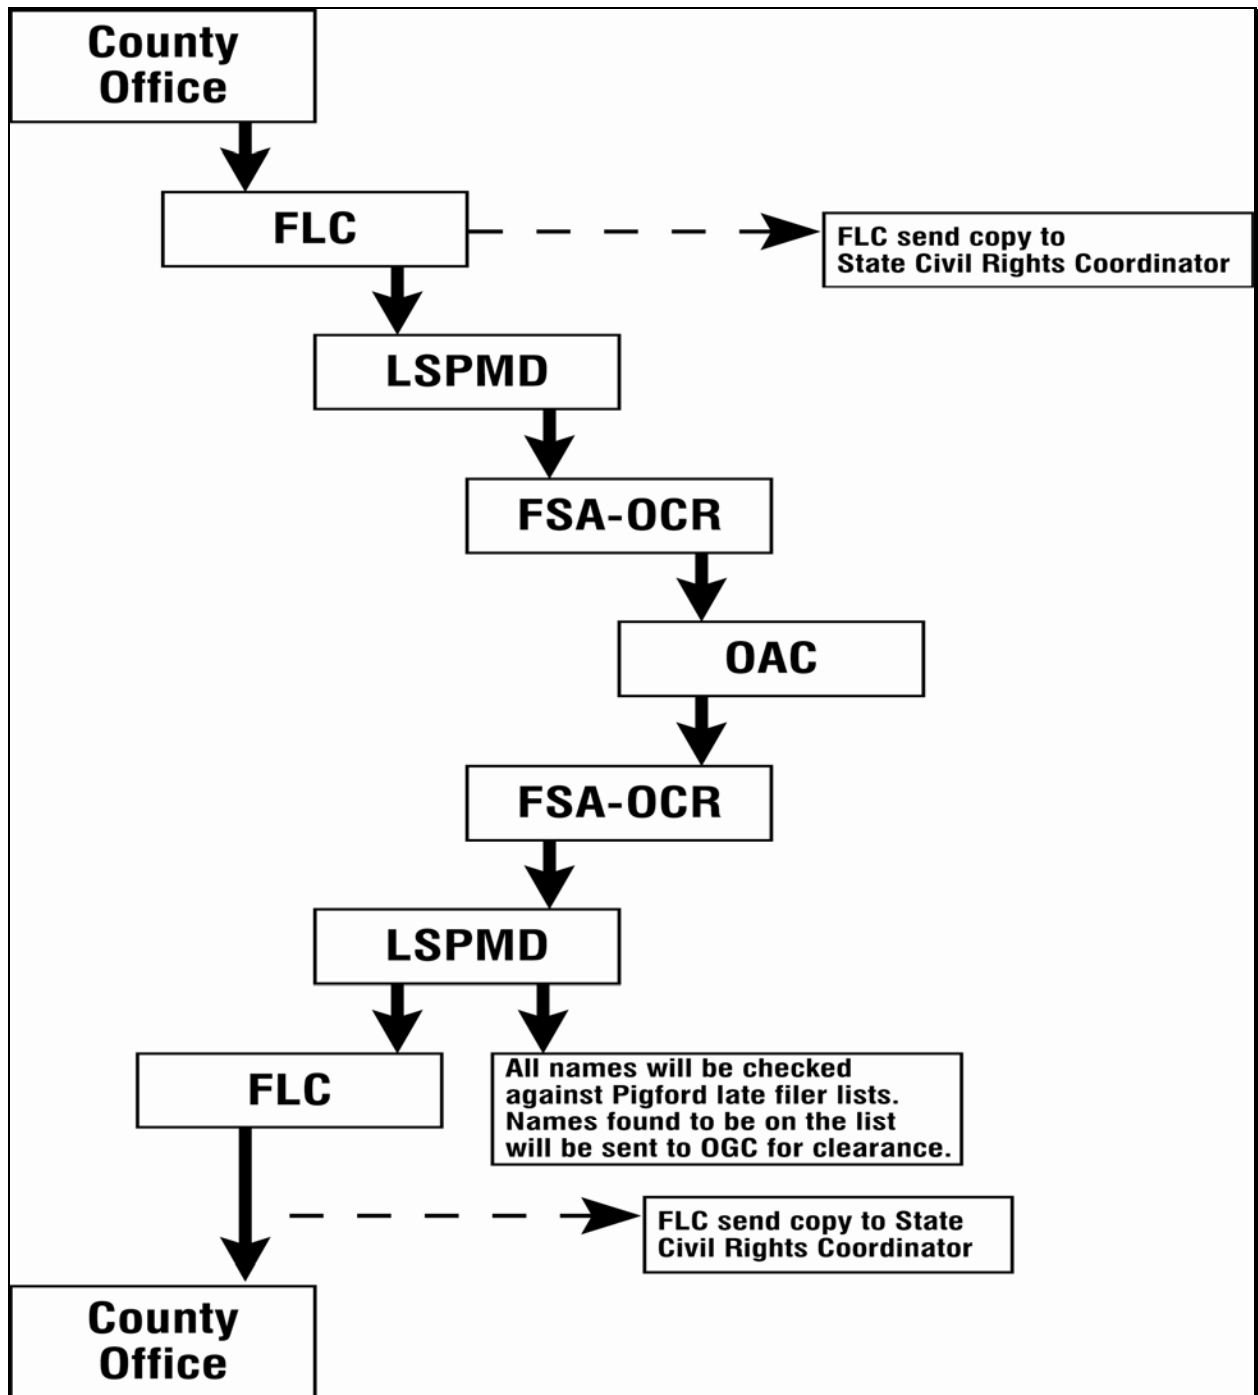 County
Office
FLC
FLC send copy to
State Civil Rights Coordinator
LSPMD
FSA-OCR
OAC
FSA-OCR
LSPMD
FLC
All names will be checked
against Pigford late filer lists.
Names found to be on the list
will be sent to OGC for clearance.
FLC send copy to State
Civil Rights Coordinator
County
Office